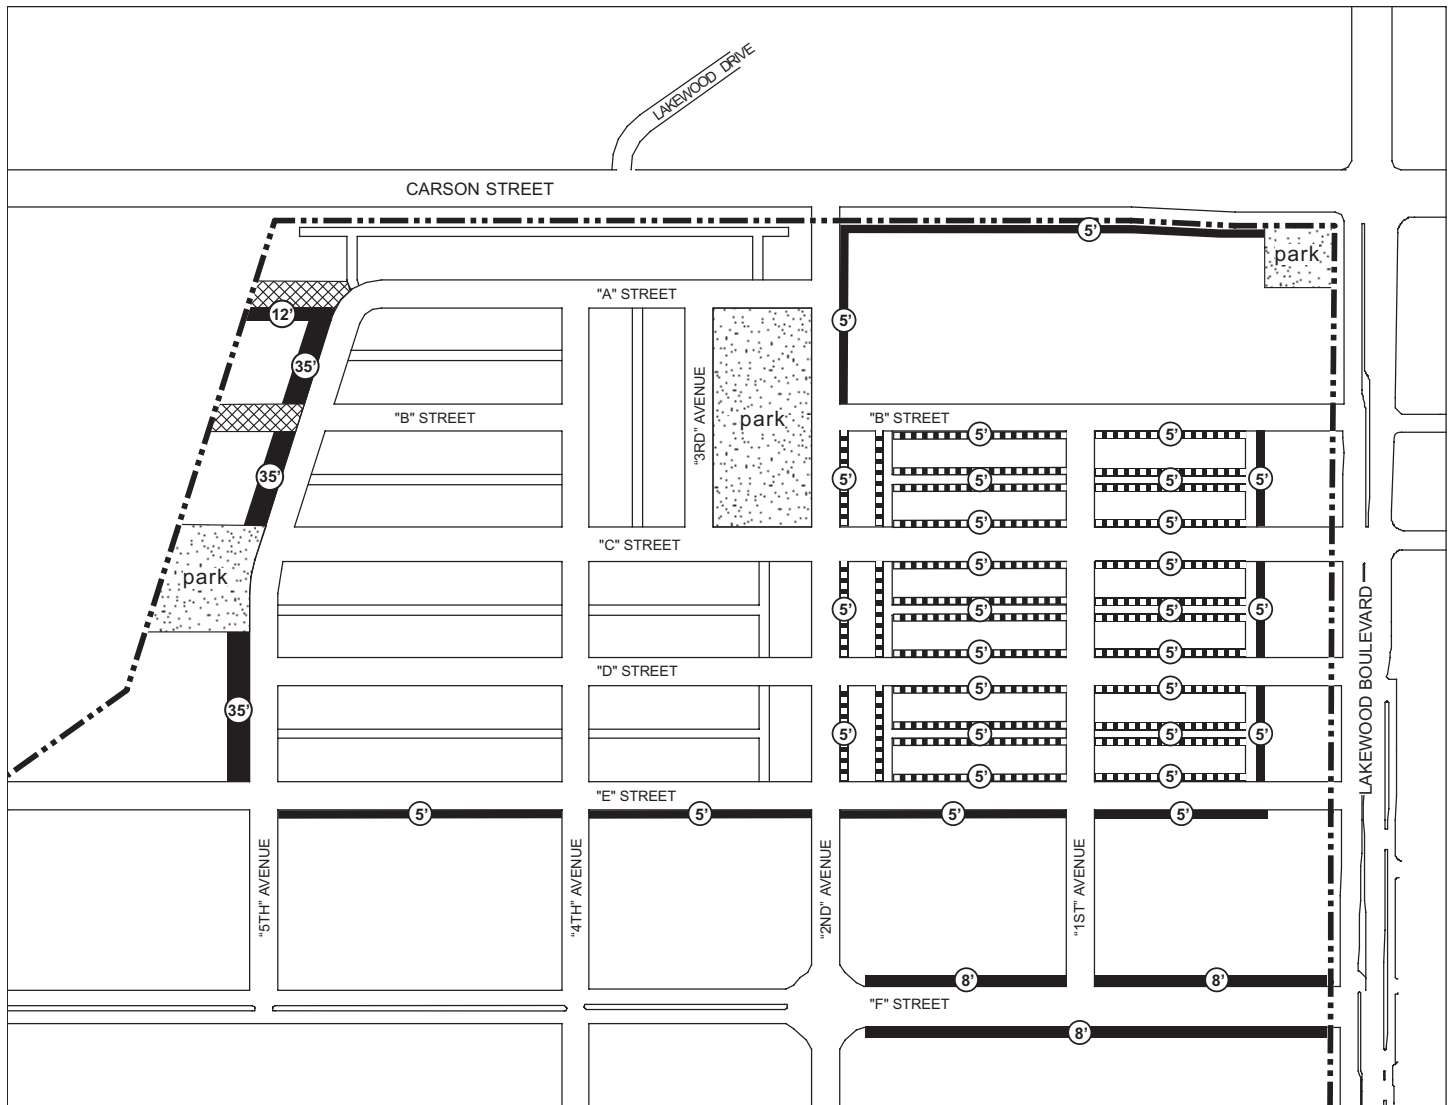 LAKEWOOD DRIVE
CARSON STREET
5'
park
12'
"A" STREET
5'
35'
"3RD" AVENUE
park
"B" STREET
"B" STREET
5'
5'
35'
5'
5'
5'
5'
5'
5'
"C" STREET
5'
5'
park
5'
5'
5'
5'
5'
5'
"D" STREET
5'
5'
35'
5'
5'
5'
5'
5'
5'
LAKEWOOD BOULEVARD
"E" STREET
5'
5'
5'
5'
"5TH" AVENUE
"4TH" AVENUE
"2ND" AVENUE
"1ST" AVENUE
8'
8'
"F" STREET
8'